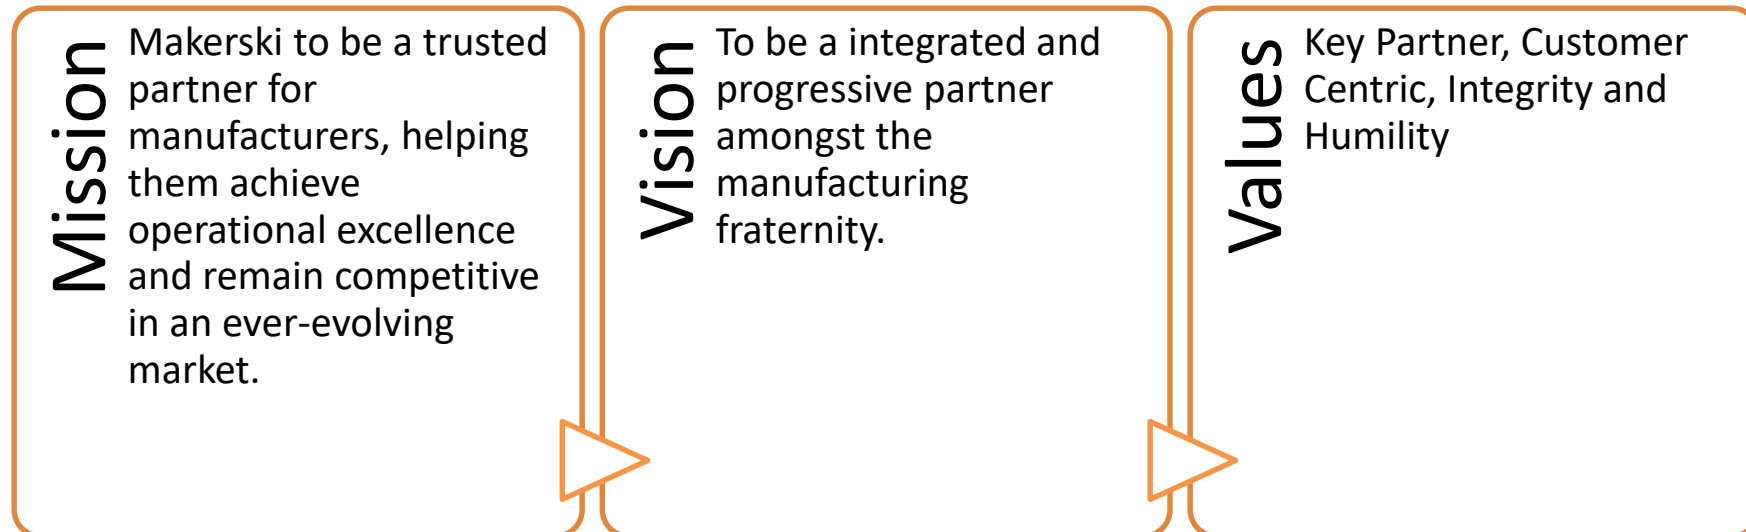 Mission
Makerski to be a trusted
partner for
manufacturers, helping
them achieve
operational excellence
and remain competitive
in an ever-evolving
market.
Vision
To be a integrated and
progressive partner
amongst the
manufacturing
fraternity.
Values
Key Partner, Customer
Centric, Integrity and
Humility